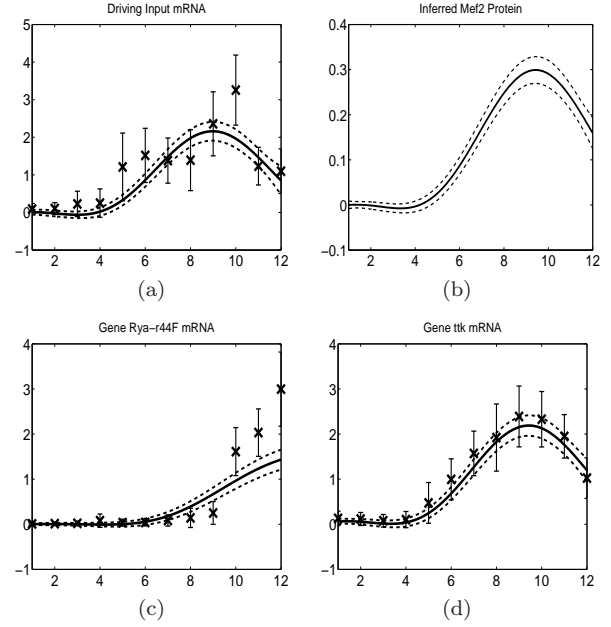 Driving Input mRNA
5
4
3
2
1
0
−1
2 4 6 8 10 12
(a)
Inferred Mef2 Protein
0.4
0.3
0.2
0.1
0
−0.1
2 4 6 8 10 12
(b)
Gene Rya−r44F mRNA
4
3
2
1
0
−1
2 4 6 8 10 12
(c)
Gene ttk mRNA
4
3
2
1
0
−1
2 4 6 8 10 12
(d)